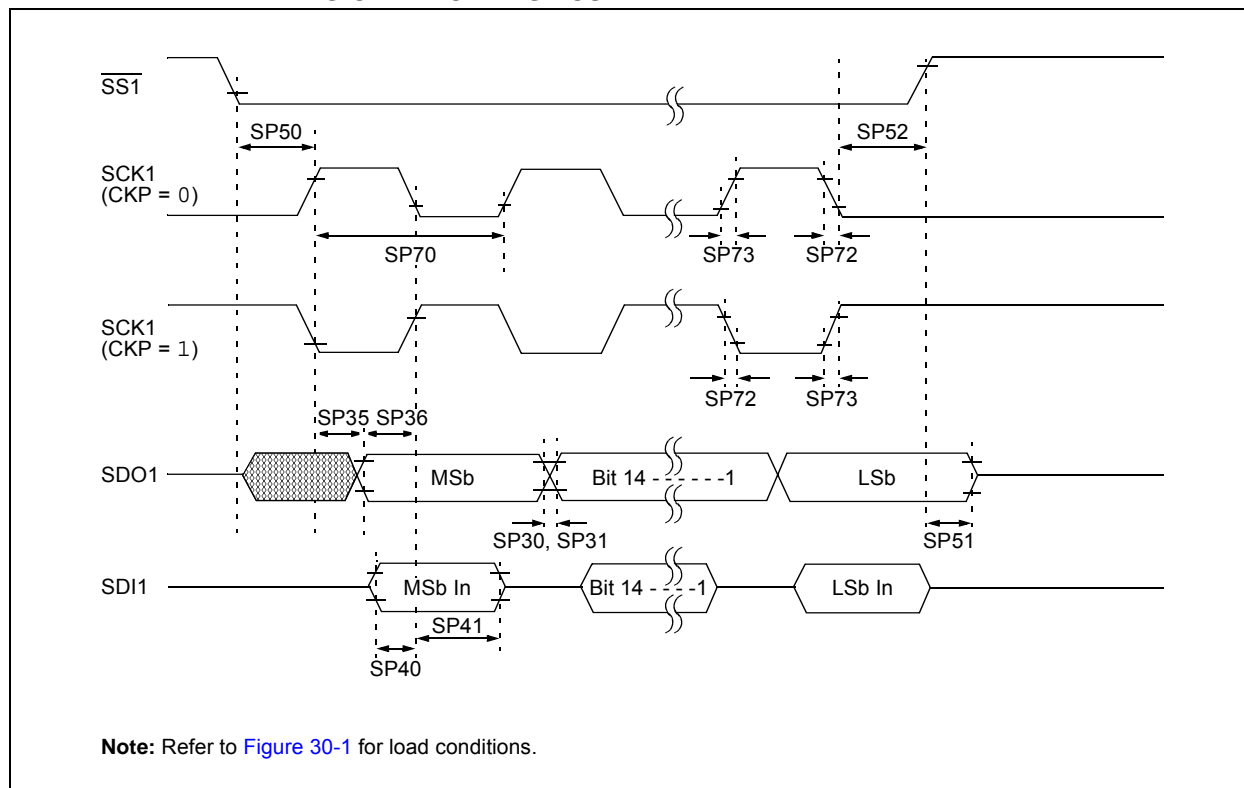 SS1
SP50
SP52
SCK1
(CKP = 0)
SP70
SP73
SP72
SCK1
(CKP = 1)
SP72
SP73
SP35
SP36
SDO1
MSb
Bit 14 - - - - - -1
LSb
SP30, SP31
SP51
SDI1
MSb In
Bit 14 - - - -1
LSb In
SP41
SP40
Note: Refer to Figure 30-1 for load conditions.